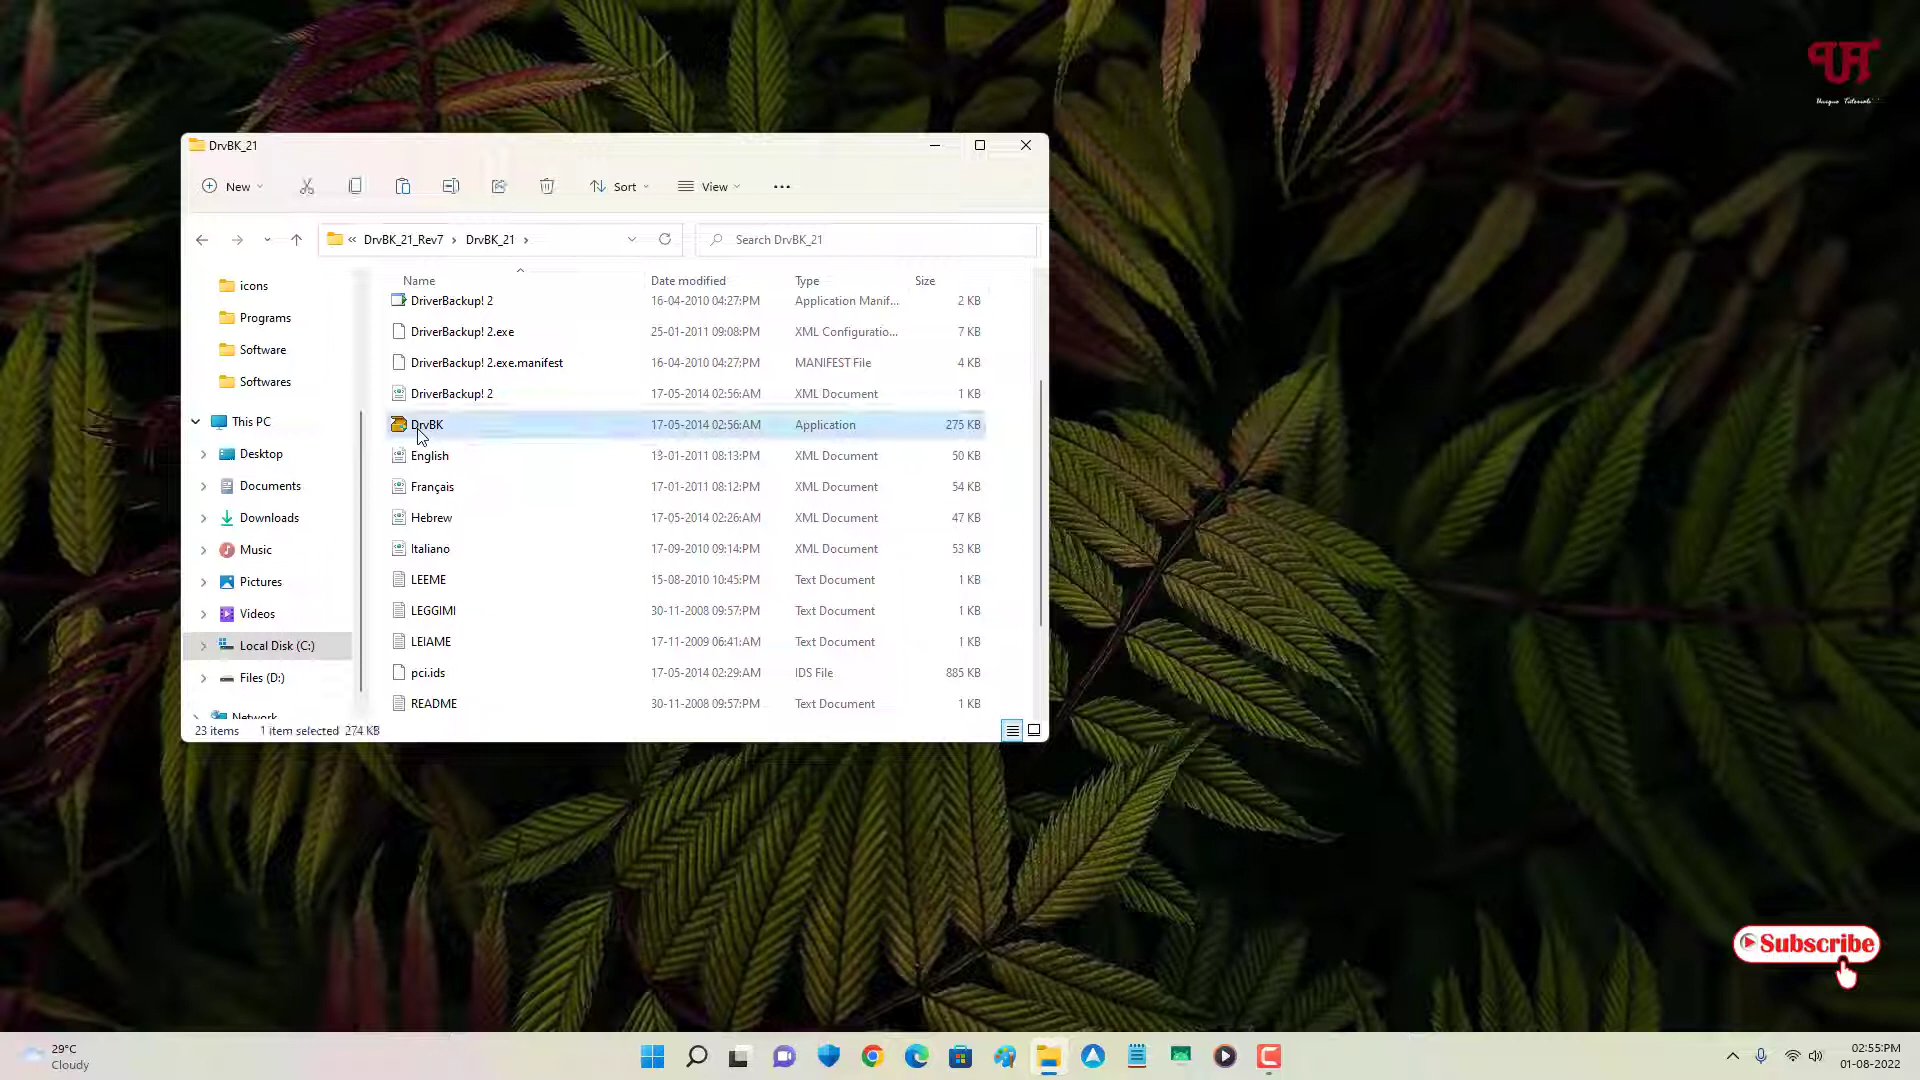 UT
Unique Tutorials
DrvBK_21
New
Sort
View
« DrvBK_21_Rev7 > DrvBK_21 >
Search DrvBK_21
Name Date modified Type Size
icons
Programs
Software
Softwares
This PC
Desktop
Documents
Downloads
Music
Pictures
Videos
Local Disk (C:)
Files (D:)
Network
DriverBackup! 2 16-04-2010 04:27:PM Application Manif... 2 KB
DriverBackup! 2.exe 25-01-2011 09:08:PM XML Configuratio... 7 KB
DriverBackup! 2.exe.manifest 16-04-2010 04:27:PM MANIFEST File 4 KB
DriverBackup! 2 17-05-2014 02:56:AM XML Document 1 KB
DrvBK 17-05-2014 02:56:AM Application 275 KB
English 13-01-2011 08:13:PM XML Document 50 KB
Français 17-01-2011 08:12:PM XML Document 54 KB
Hebrew 17-05-2014 02:26:AM XML Document 47 KB
Italiano 17-09-2010 09:14:PM XML Document 53 KB
LEEME 15-08-2010 10:45:PM Text Document 1 KB
LEGGIMI 30-11-2008 09:57:PM Text Document 1 KB
LEIAME 17-11-2009 06:41:AM Text Document 1 KB
pci.ids 17-05-2014 02:29:AM IDS File 885 KB
README 30-11-2008 09:57:PM Text Document 1 KB
23 items 1 item selected 274 KB
Subscribe
29°C
Cloudy
02:55:PM
01-08-2022